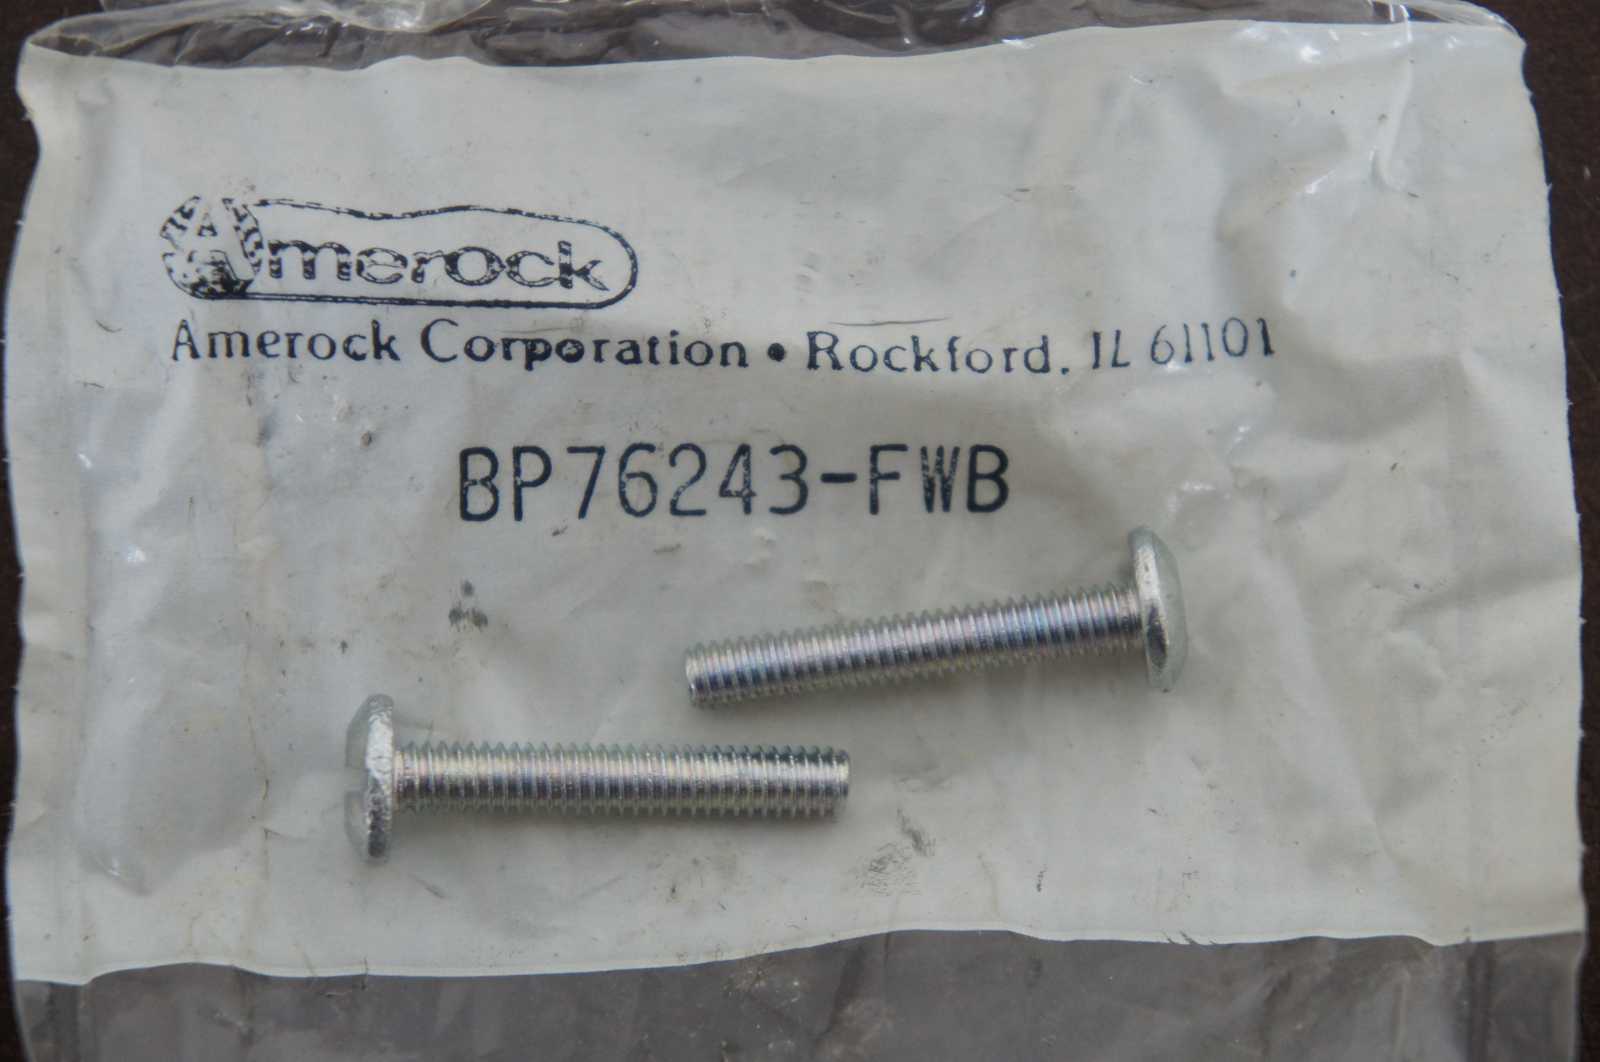 Amerock
Amerock Corporation • Rockford, IL 61101
BP76243-FWB